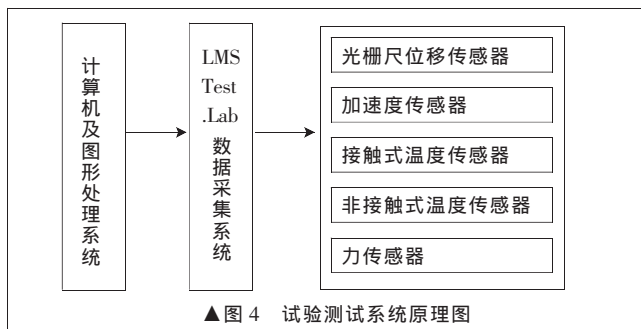 计算机及图形处理系统
LMS
Test
.Lab
数据采集系统
光栅尺位移传感器
加速度传感器
接触式温度传感器
非接触式温度传感器
力传感器
▲图 4 试验测试系统原理图